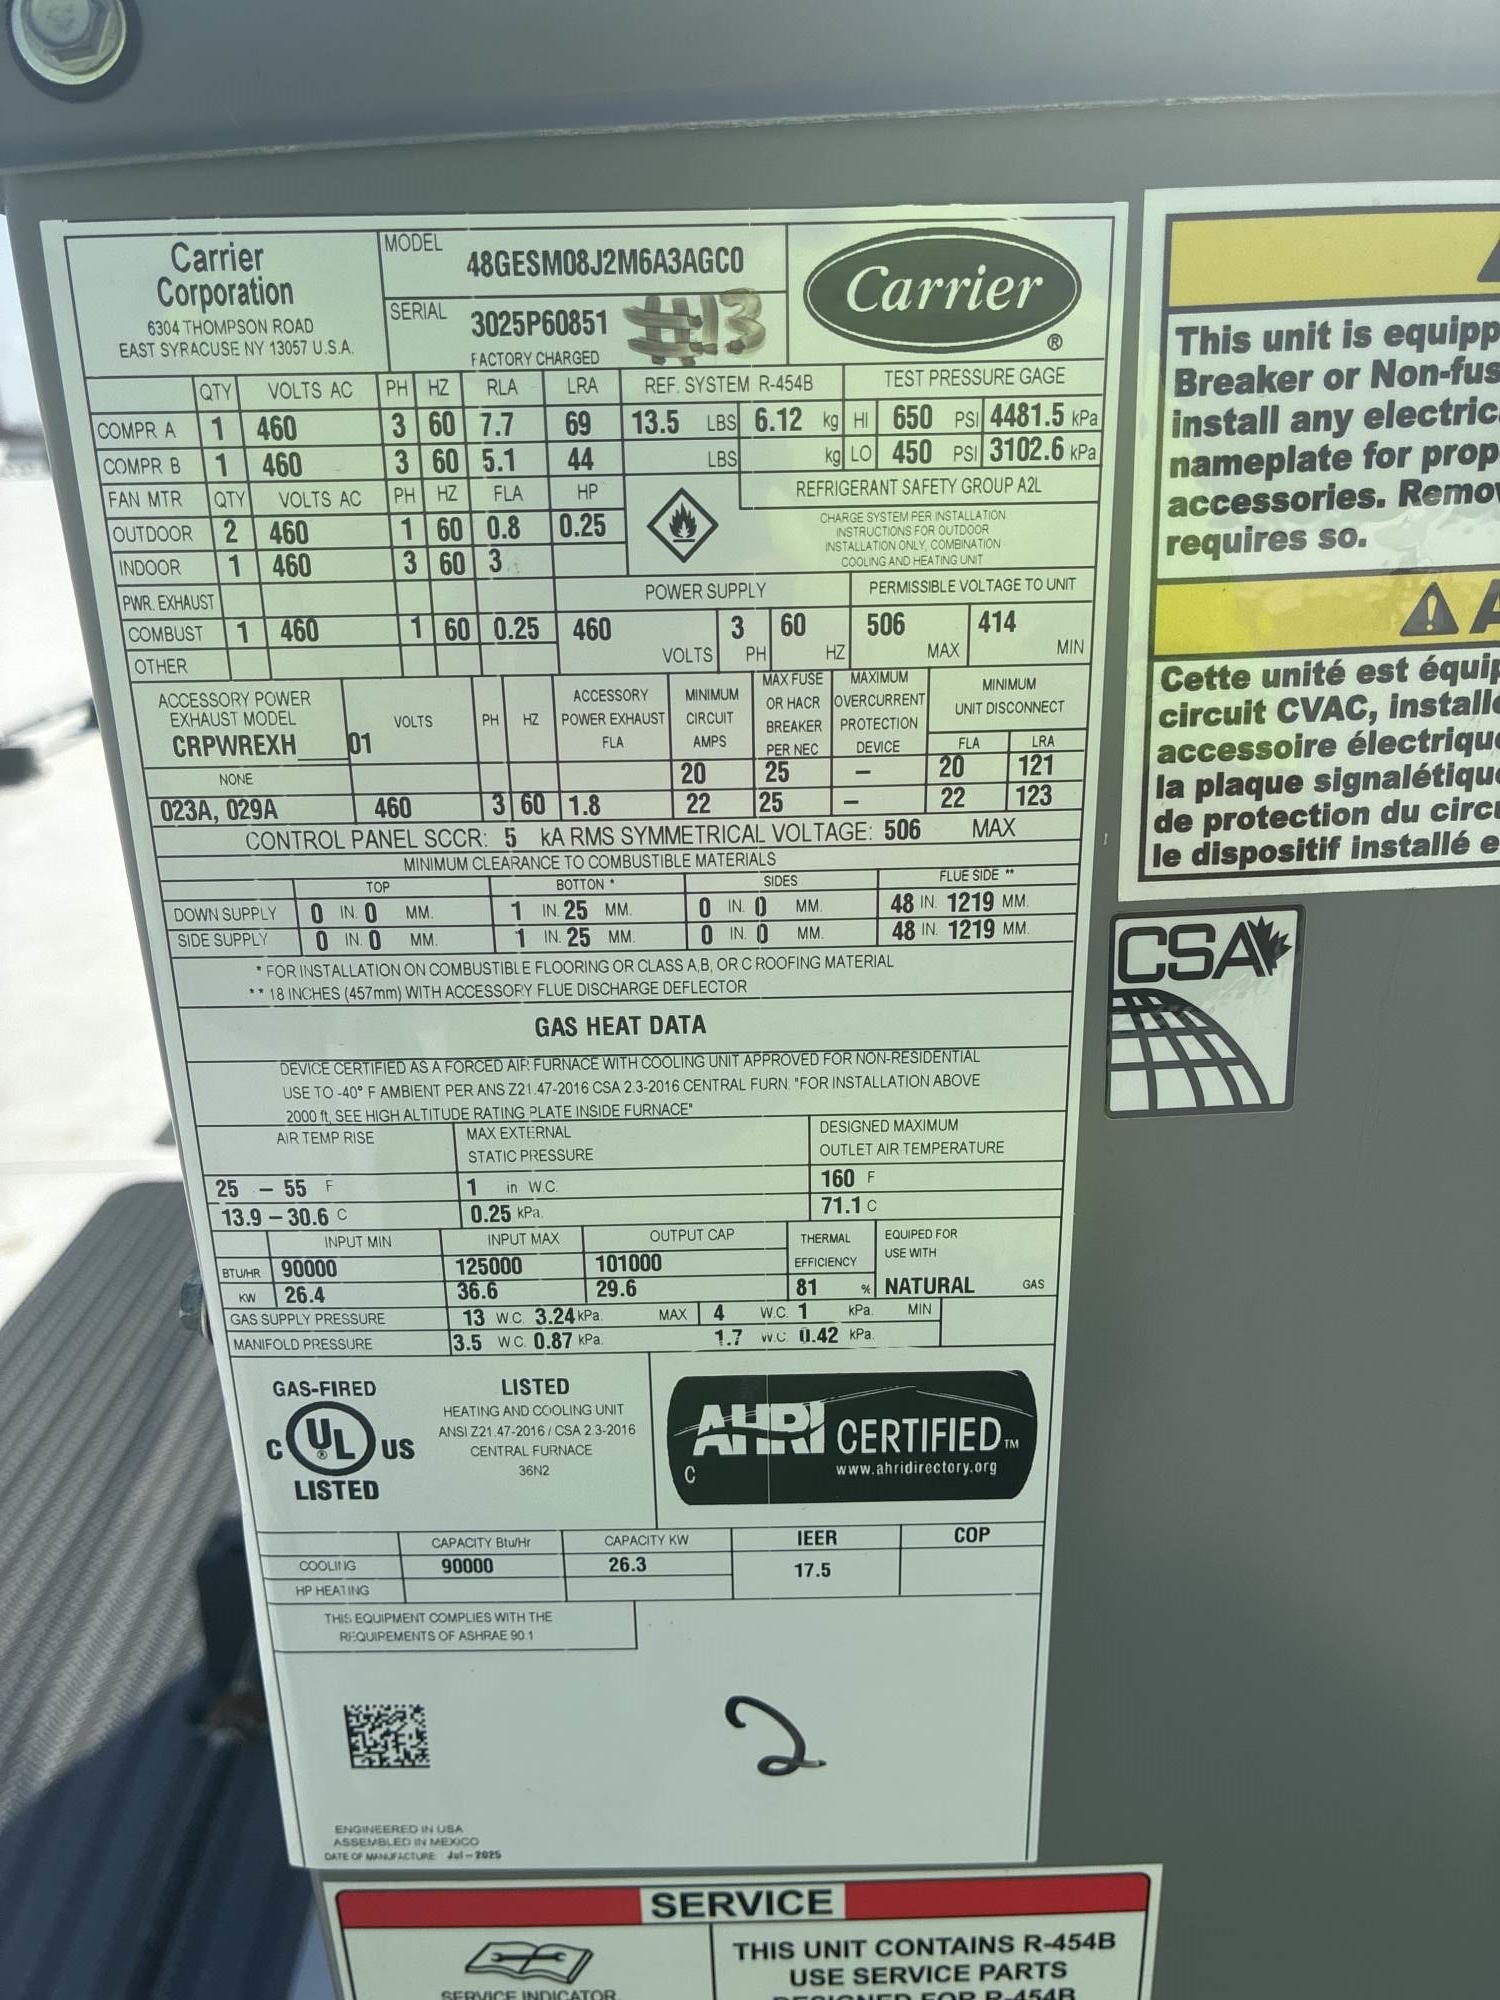 Carrier
Corporation
6304 THOMPSON ROAD
EAST SYRACUSE NY 13057 U.S.A.
MODEL 48GESM08J2M6A3AGC0
SERIAL 3025P60851 #13
FACTORY CHARGED
Carrier ®
QTY VOLTS AC PH HZ RLA LRA REF. SYSTEM R-454B TEST PRESSURE GAGE
COMPR A 1 460 3 60 7.7 69 13.5 LBS 6.12 kg HI 650 PSI 4481.5 kPa
COMPR B 1 460 3 60 5.1 44 LBS kg LO 450 PSI 3102.6 kPa
FAN MTR QTY VOLTS AC PH HZ FLA HP REFRIGERANT SAFETY GROUP A2L
OUTDOOR 2 460 1 60 0.8 0.25
INDOOR 1 460 3 60 3
CHARGE SYSTEM PER INSTALLATION
INSTRUCTIONS FOR OUTDOOR
INSTALLATION ONLY, COMBINATION
COOLING AND HEATING UNIT
PWR. EXHAUST POWER SUPPLY PERMISSIBLE VOLTAGE TO UNIT
COMBUST 1 460 1 60 0.25 460 VOLTS 3 PH 60 HZ 506 MAX 414 MIN
OTHER
ACCESSORY POWER
EXHAUST MODEL
CRPWREXH 01
VOLTS PH HZ
ACCESSORY
POWER EXHAUST
FLA
MINIMUM
CIRCUIT
AMPS
MAX FUSE
OR HACR
BREAKER
PER NEC
MAXIMUM
OVERCURRENT
PROTECTION
DEVICE
MINIMUM
UNIT DISCONNECT
FLA LRA
NONE 20 25 – 20 121
023A, 029A 460 3 60 1.8 22 25 – 22 123
CONTROL PANEL SCCR: 5 kA RMS SYMMETRICAL VOLTAGE: 506 MAX
MINIMUM CLEARANCE TO COMBUSTIBLE MATERIALS
TOP BOTTON * SIDES FLUE SIDE **
DOWN SUPPLY 0 IN. 0 MM. 1 IN. 25 MM. 0 IN. 0 MM. 48 IN. 1219 MM.
SIDE SUPPLY 0 IN. 0 MM. 1 IN. 25 MM. 0 IN. 0 MM. 48 IN. 1219 MM.
* FOR INSTALLATION ON COMBUSTIBLE FLOORING OR CLASS A,B, OR C ROOFING MATERIAL
** 18 INCHES (457mm) WITH ACCESSORY FLUE DISCHARGE DEFLECTOR
GAS HEAT DATA
DEVICE CERTIFIED AS A FORCED AIR FURNACE WITH COOLING UNIT APPROVED FOR NON-RESIDENTIAL
USE TO -40° F AMBIENT PER ANS Z21.47-2016 CSA 2.3-2016 CENTRAL FURN. "FOR INSTALLATION ABOVE
2000 ft, SEE HIGH ALTITUDE RATING PLATE INSIDE FURNACE"
AIR TEMP RISE
25 – 55 F
13.9 – 30.6 C
MAX EXTERNAL
STATIC PRESSURE
1 in W.C.
0.25 kPa.
DESIGNED MAXIMUM
OUTLET AIR TEMPERATURE
160 F
71.1 C
INPUT MIN INPUT MAX OUTPUT CAP THERMAL EFFICIENCY EQUIPED FOR USE WITH
BTU/HR 90000 125000 101000
KW 26.4 36.6 29.6 81 % NATURAL GAS
GAS SUPPLY PRESSURE 13 W.C. 3.24 kPa. MAX 4 W.C. 1 kPa. MIN
MANIFOLD PRESSURE 3.5 W.C. 0.87 kPa. 1.7 W.C. 0.42 kPa.
GAS-FIRED
C UL ® US
LISTED
LISTED
HEATING AND COOLING UNIT
ANSI Z21.47-2016 / CSA 2.3-2016
CENTRAL FURNACE
36N2
AHRI CERTIFIED TM
C www.ahridirectory.org
CAPACITY Btu/Hr CAPACITY KW IEER COP
COOLING 90000 26.3 17.5
HP HEATING
THIS EQUIPMENT COMPLIES WITH THE
REQUIREMENTS OF ASHRAE 90.1
2
ENGINEERED IN USA
ASSEMBLED IN MEXICO
DATE OF MANUFACTURE: Jul – 2025
This unit is equipp
Breaker or Non-fus
install any electric
nameplate for prop
accessories. Remov
requires so.
A
Cette unité est équip
circuit CVAC, installe
accessoire électrique
la plaque signalétique
de protection du circu
le dispositif installé e
CSA
SERVICE
SERVICE INDICATOR
THIS UNIT CONTAINS R-454B
USE SERVICE PARTS
DESIGNED FOR R-454B